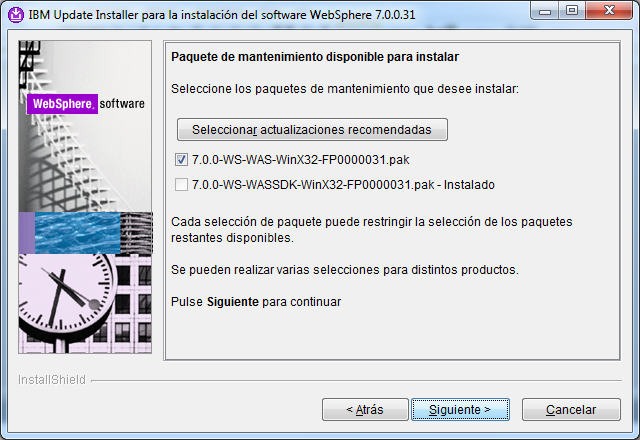 IBM Update Installer para la instalación del software WebSphere 7.0.0.31
WebSphere. software
Paquete de mantenimiento disponible para instalar
Seleccione los paquetes de mantenimiento que desee instalar:
Seleccionar actualizaciones recomendadas
7.0.0-WS-WAS-WinX32-FP0000031.pak
7.0.0-WS-WASSDK-WinX32-FP0000031.pak - Instalado
Cada selección de paquete puede restringir la selección de los paquetes
restantes disponibles.
Se pueden realizar varias selecciones para distintos productos.
Pulse Siguiente para continuar
InstallShield
< Atrás
Siguiente >
Cancelar